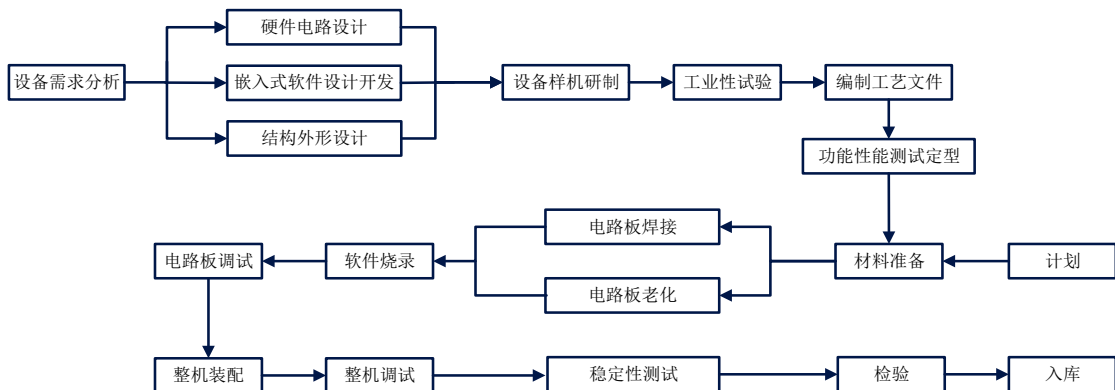 硬件电路设计
设备需求分析
嵌入式软件设计开发
设备样机研制
工业性试验
编制工艺文件
结构外形设计
功能性能测试定型
电路板焊接
电路板调试
软件烧录
材料准备
计划
电路板老化
整机装配
整机调试
稳定性测试
检验
入库